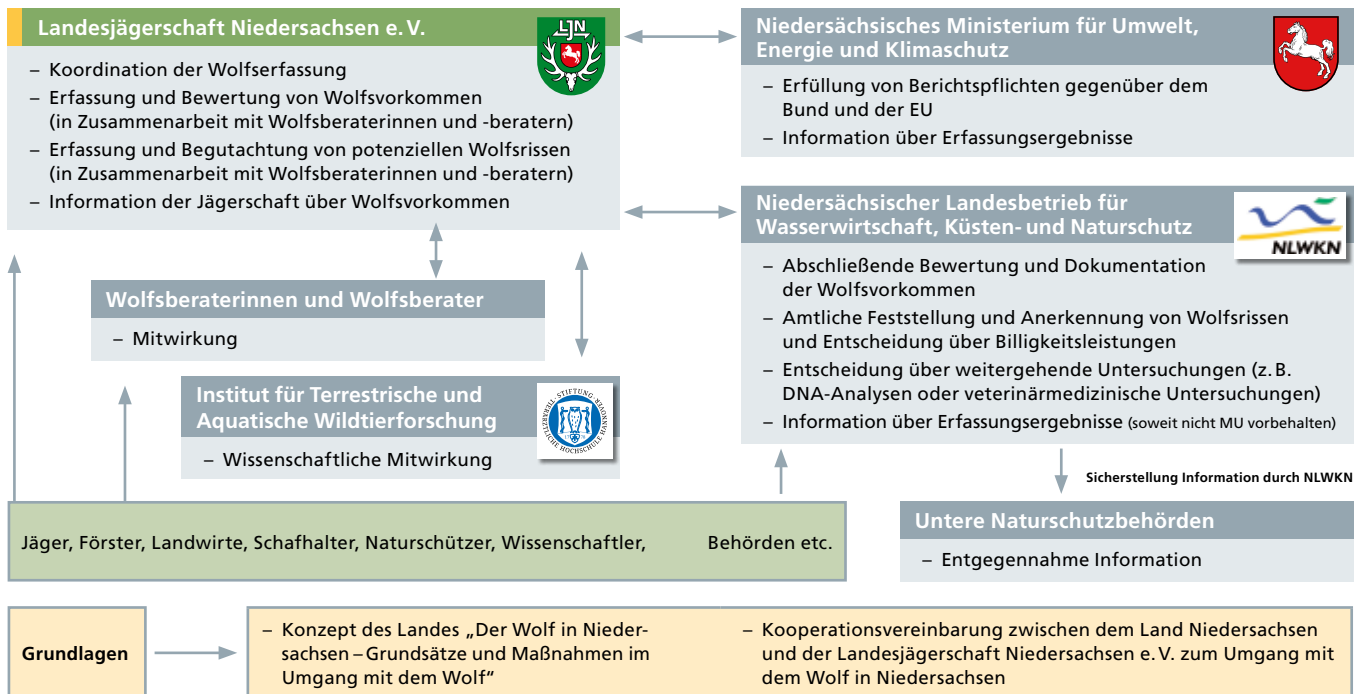 Landesjägerschaft Niedersachsen e. V.
LJN
– Koordination der Wolfserfassung
– Erfassung und Bewertung von Wolfsvorkommen
(in Zusammenarbeit mit Wolfsberaterinnen und -beratern)
– Erfassung und Begutachtung von potenziellen Wolfsrissen
(in Zusammenarbeit mit Wolfsberaterinnen und -beratern)
– Information der Jägerschaft über Wolfsvorkommen
Niedersächsisches Ministerium für Umwelt,
Energie und Klimaschutz
– Erfüllung von Berichtspflichten gegenüber dem
Bund und der EU
– Information über Erfassungsergebnisse
Niedersächsischer Landesbetrieb für
Wasserwirtschaft, Küsten- und Naturschutz
NLWKN
– Abschließende Bewertung und Dokumentation
der Wolfsvorkommen
– Amtliche Feststellung und Anerkennung von Wolfsrissen
und Entscheidung über Billigkeitsleistungen
– Entscheidung über weitergehende Untersuchungen (z. B.
DNA-Analysen oder veterinärmedizinische Untersuchungen)
– Information über Erfassungsergebnisse (soweit nicht MU vorbehalten)
Wolfsberaterinnen und Wolfsberater
– Mitwirkung
Institut für Terrestrische und
Aquatische Wildtierforschung
STIFTUNG · TIERÄRZTLICHE HOCHSCHULE HANNOVER
– Wissenschaftliche Mitwirkung
Sicherstellung Information durch NLWKN
Untere Naturschutzbehörden
– Entgegennahme Information
Jäger, Förster, Landwirte, Schafhalter, Naturschützer, Wissenschaftler, Behörden etc.
Grundlagen
– Konzept des Landes „Der Wolf in Nieder-
sachsen – Grundsätze und Maßnahmen im
Umgang mit dem Wolf“
– Kooperationsvereinbarung zwischen dem Land Niedersachsen
und der Landesjägerschaft Niedersachsen e. V. zum Umgang mit
dem Wolf in Niedersachsen